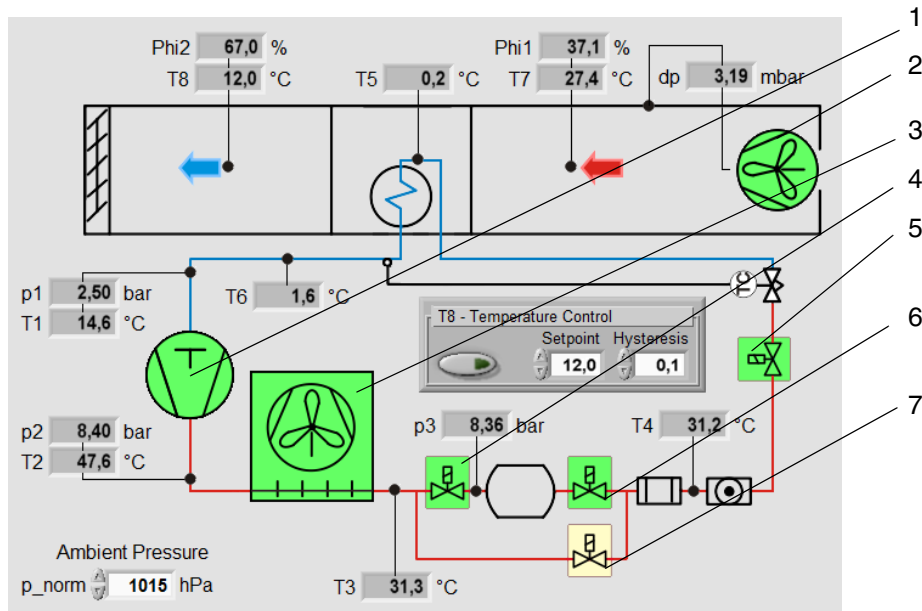 1
2
3
4
5
6
7
Phi2 67,0 %
T8 12,0 °C
T5 0,2 °C
Phi1 37,1 %
T7 27,4 °C
dp 3,19 mbar
p1 2,50 bar
T1 14,6 °C
T6 1,6 °C
TC
T8 - Temperature Control
Setpoint Hysteresis
12,0 0,1
p2 8,40 bar
T2 47,6 °C
p3 8,36 bar
T4 31,2 °C
Ambient Pressure
p_norm 1015 hPa
T3 31,3 °C